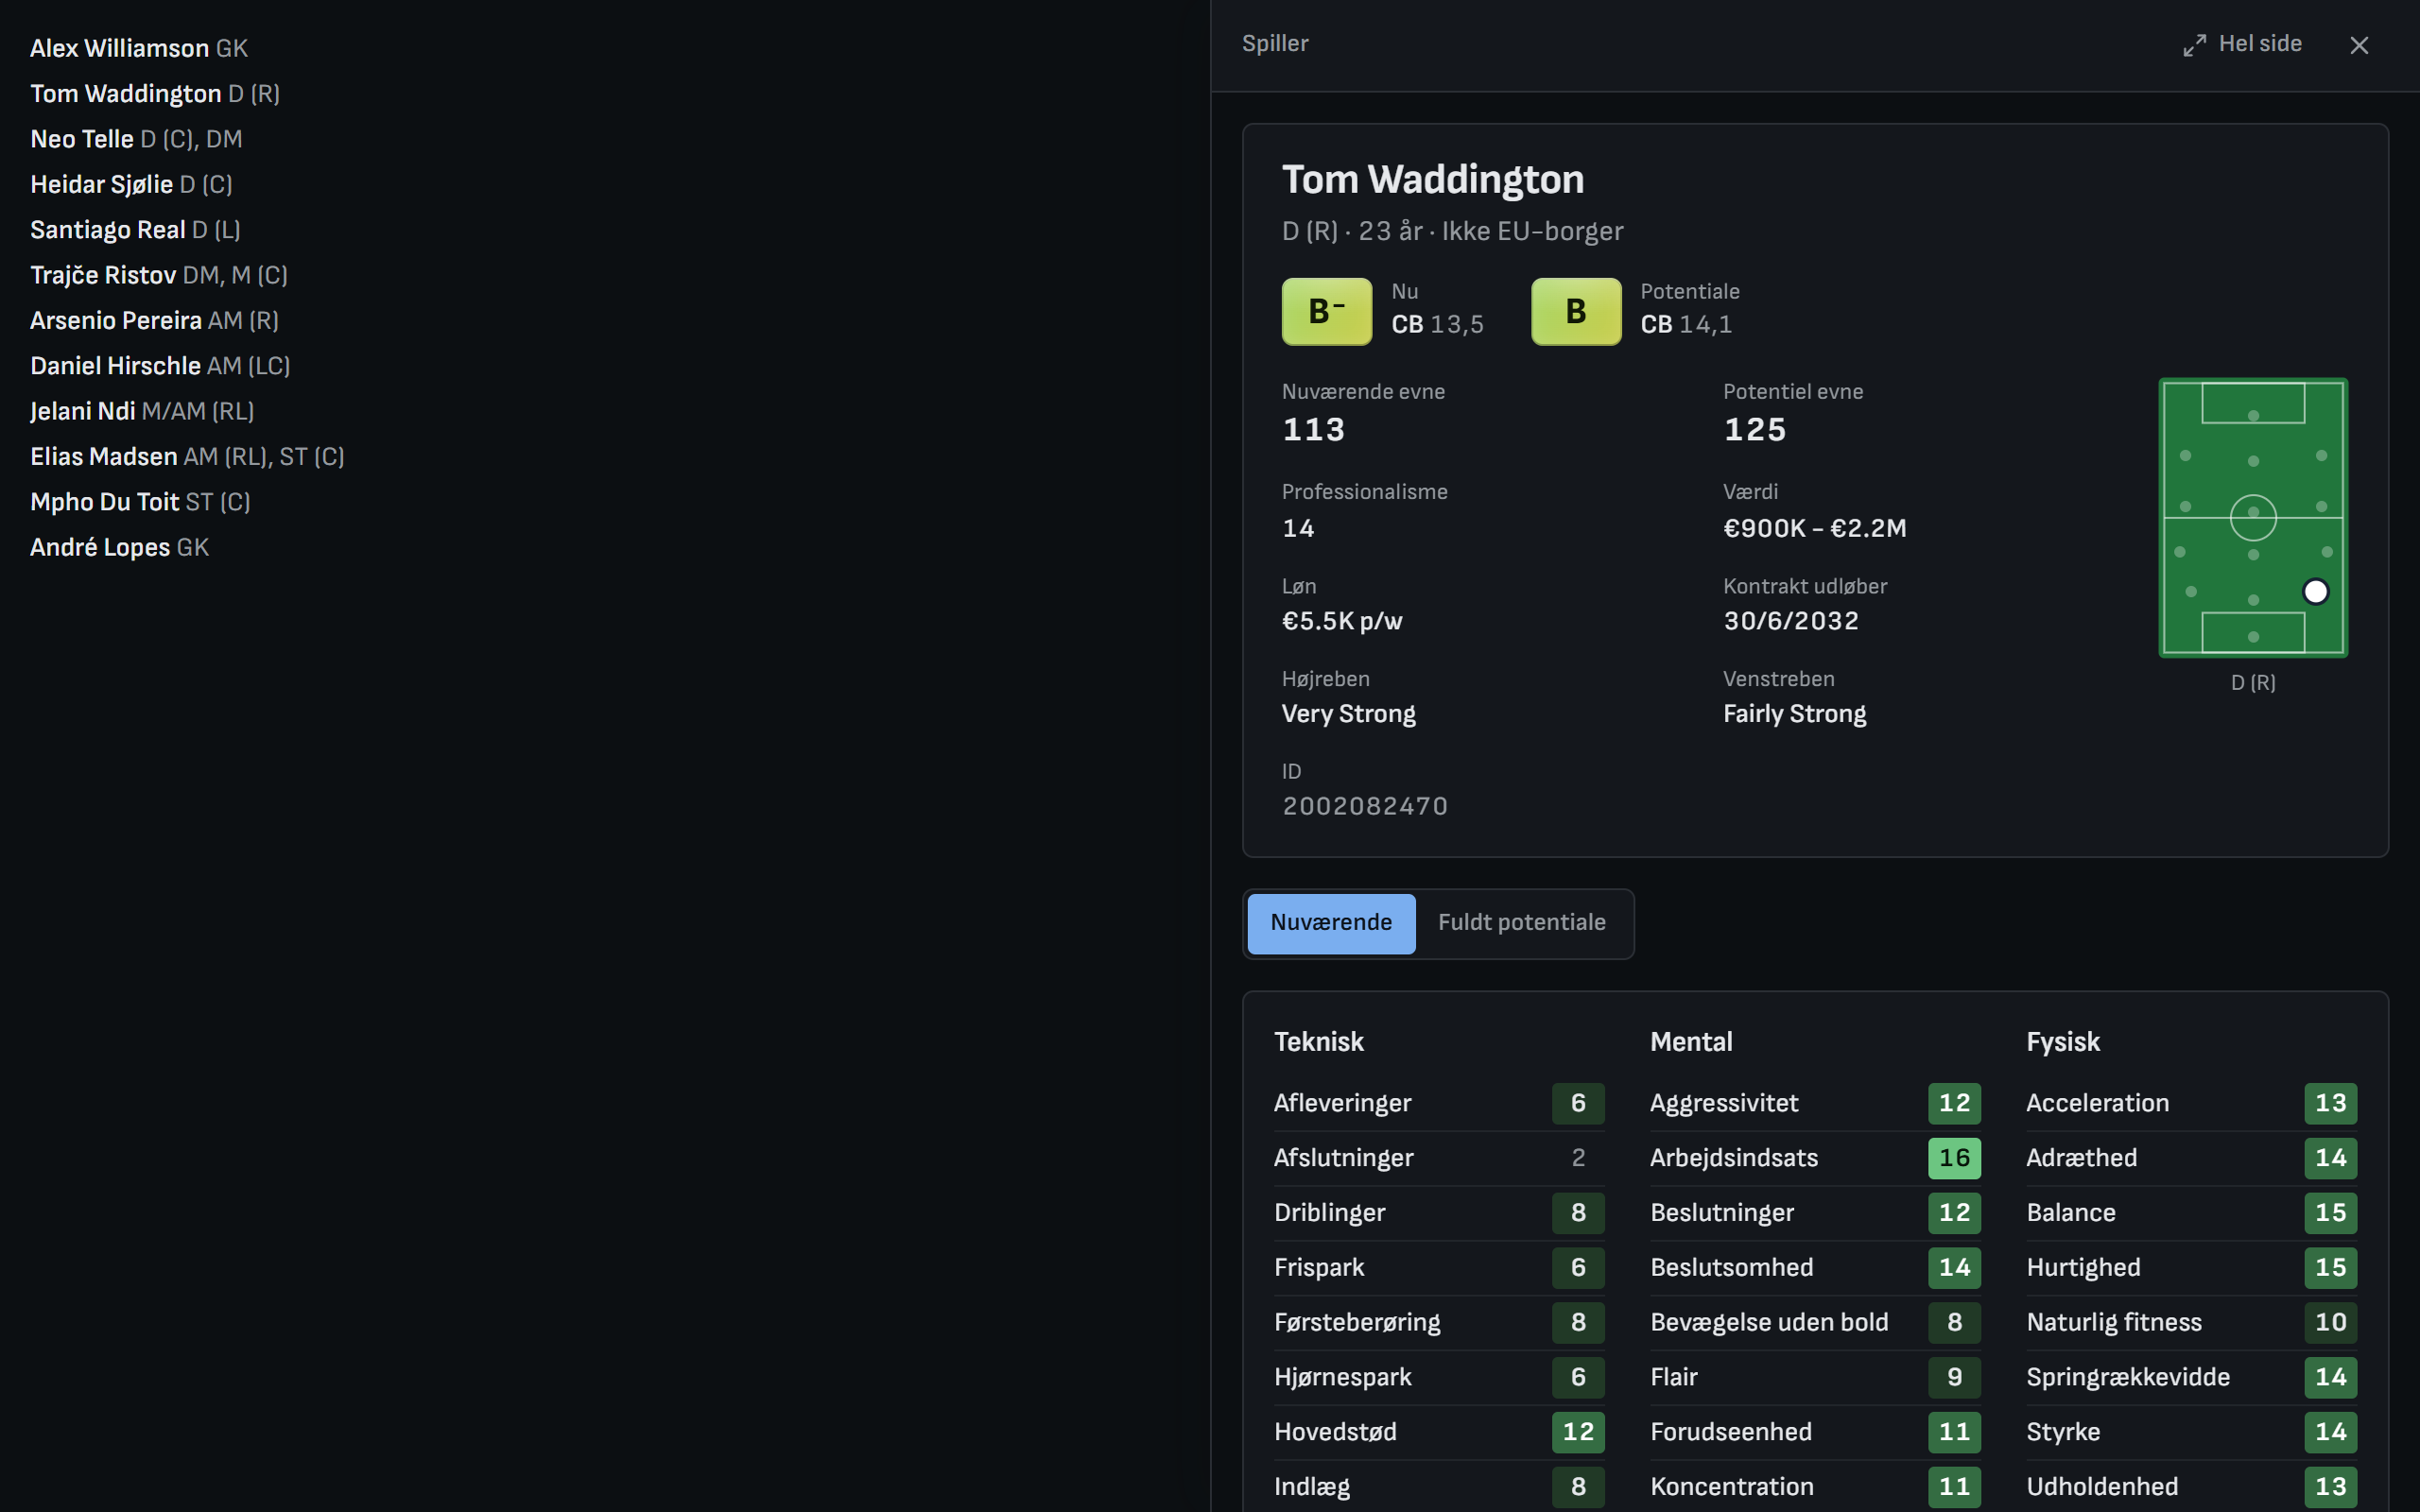 Alex Williamson GK
Tom Waddington D (R)
Neo Telle D (C), DM
Heidar Sjølie D (C)
Santiago Real D (L)
Trajče Ristov DM, M (C)
Arsenio Pereira AM (R)
Daniel Hirschle AM (LC)
Jelani Ndi M/AM (RL)
Elias Madsen AM (RL), ST (C)
Mpho Du Toit ST (C)
André Lopes GK
Spiller
Hel side
Tom Waddington
D (R) · 23 år · Ikke EU-borger
B-
Nu
CB 13,5
B
Potentiale
CB 14,1
Nuværende evne
113
Potentiel evne
125
Professionalisme
14
Værdi
€900K - €2.2M
Løn
€5.5K p/w
Kontrakt udløber
30/6/2032
Højreben
Very Strong
Venstreben
Fairly Strong
ID
2002082470
D (R)
Nuværende
Fuldt potentiale
Teknisk
Afleveringer 6
Afslutninger 2
Driblinger 8
Frispark 6
Førsteberøring 8
Hjørnespark 6
Hovedstød 12
Indlæg 8
Mental
Aggressivitet 12
Arbejdsindsats 16
Beslutninger 12
Beslutsomhed 14
Bevægelse uden bold 8
Flair 9
Forudseenhed 11
Koncentration 11
Fysisk
Acceleration 13
Adræthed 14
Balance 15
Hurtighed 15
Naturlig fitness 10
Springrækkevidde 14
Styrke 14
Udholdenhed 13